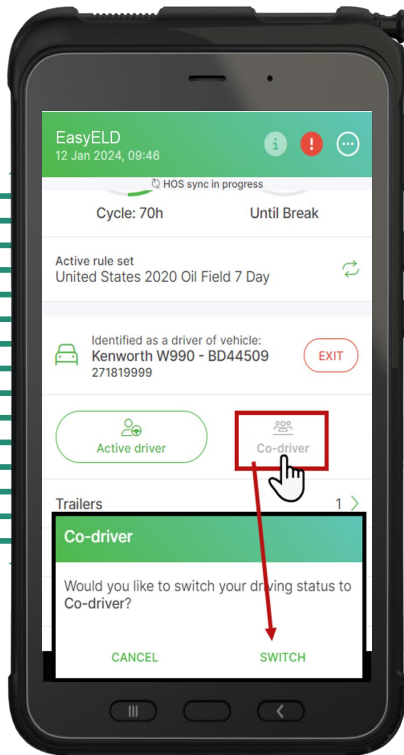 EasyELD
12 Jan 2024, 09:46
HOS sync in progress
Cycle: 70h
Until Break
Active rule set
United States 2020 Oil Field 7 Day
Identified as a driver of vehicle:
Kenworth W990 - BD44509
EXIT
271819999
Active driver
Co-driver
Trailers
1
Co-driver
Would you like to switch your driving status to
Co-driver?
CANCEL
SWITCH